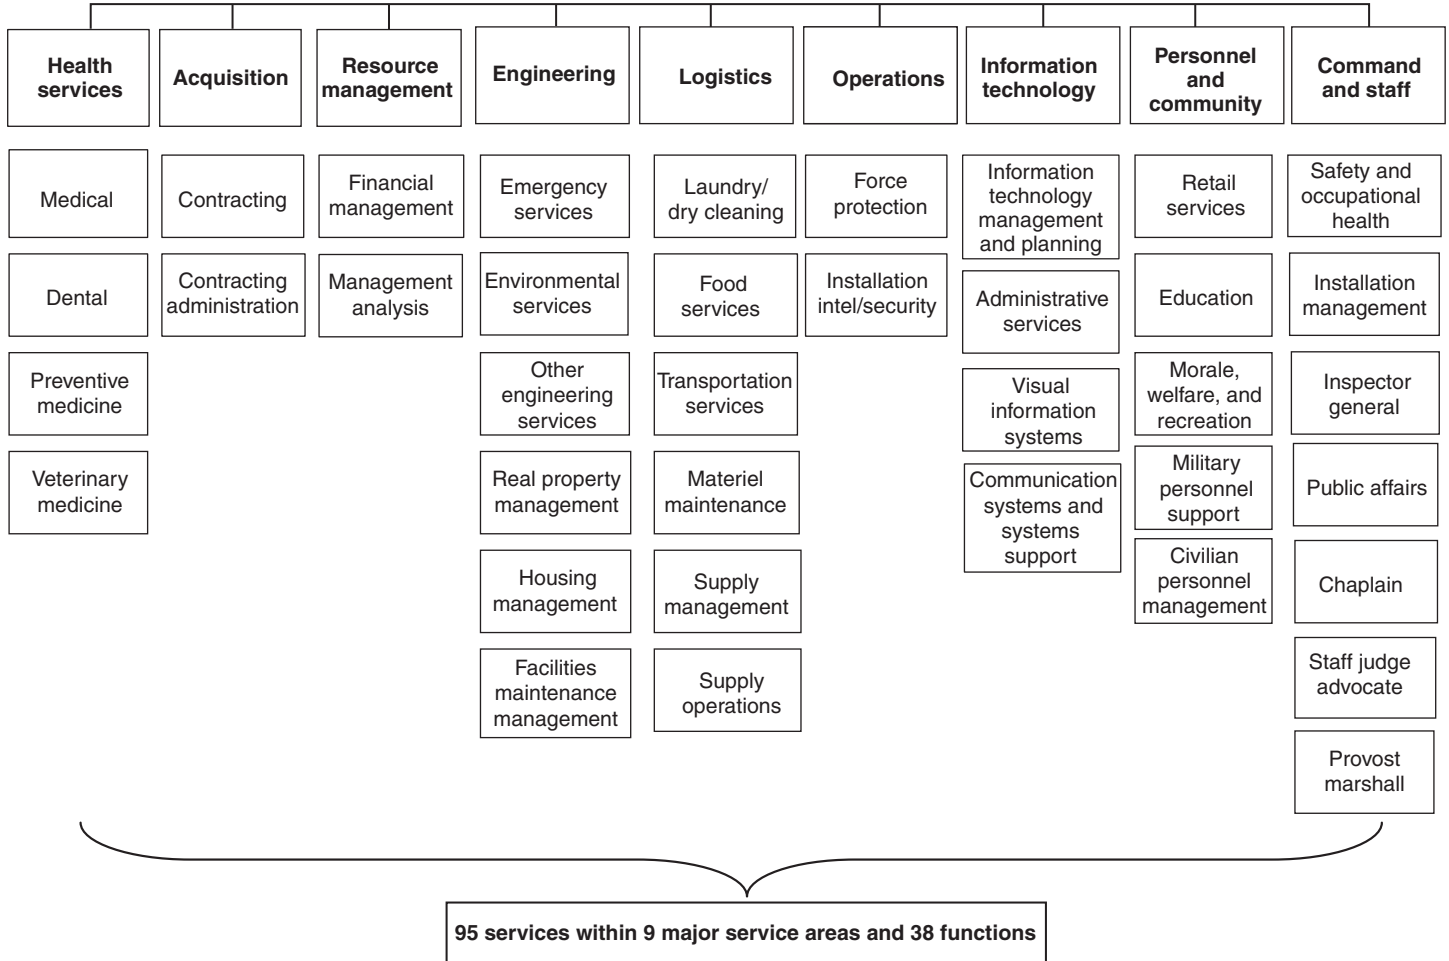 Health
services
Acquisition
Resource
management
Engineering
Logistics
Operations
Information
technology
Personnel
and
community
Command
and staff
Medical
Dental
Preventive
medicine
Veterinary
medicine
Contracting
Contracting
administration
Financial
management
Management
analysis
Emergency
services
Environmental
services
Other
engineering
services
Real property
management
Housing
management
Facilities
maintenance
management
Laundry/
dry cleaning
Food
services
Transportation
services
Materiel
maintenance
Supply
management
Supply
operations
Force
protection
Installation
intel/security
Information
technology
management
and planning
Administrative
services
Visual
information
systems
Communication
systems and
systems
support
Retail
services
Education
Morale,
welfare, and
recreation
Military
personnel
support
Civilian
personnel
management
Safety and
occupational
health
Installation
management
Inspector
general
Public affairs
Chaplain
Staff judge
advocate
Provost
marshall
95 services within 9 major service areas and 38 functions